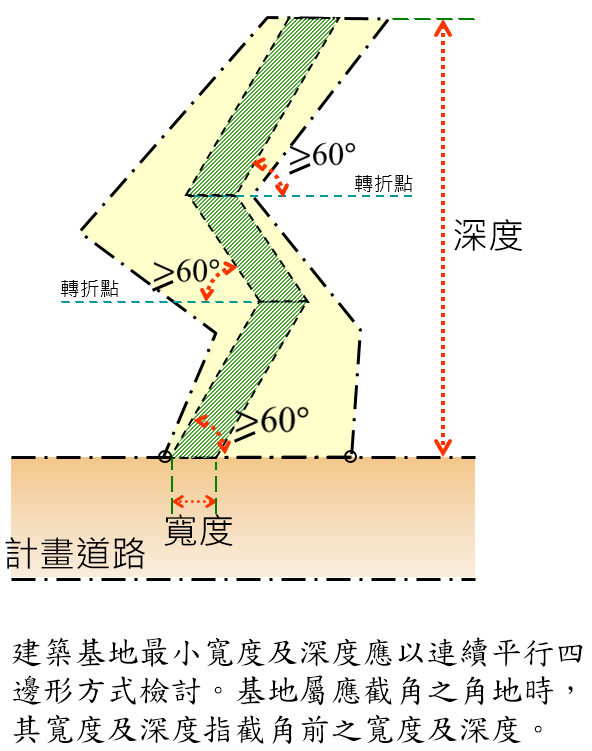 ≥60°
轉折點
深度
≥60°
轉折點
≥60°
寬度
計畫道路
建築基地最小寬度及深度應以連續平行四
邊形方式檢討。基地屬應截角之角地時，
其寬度及深度指截角前之寬度及深度。